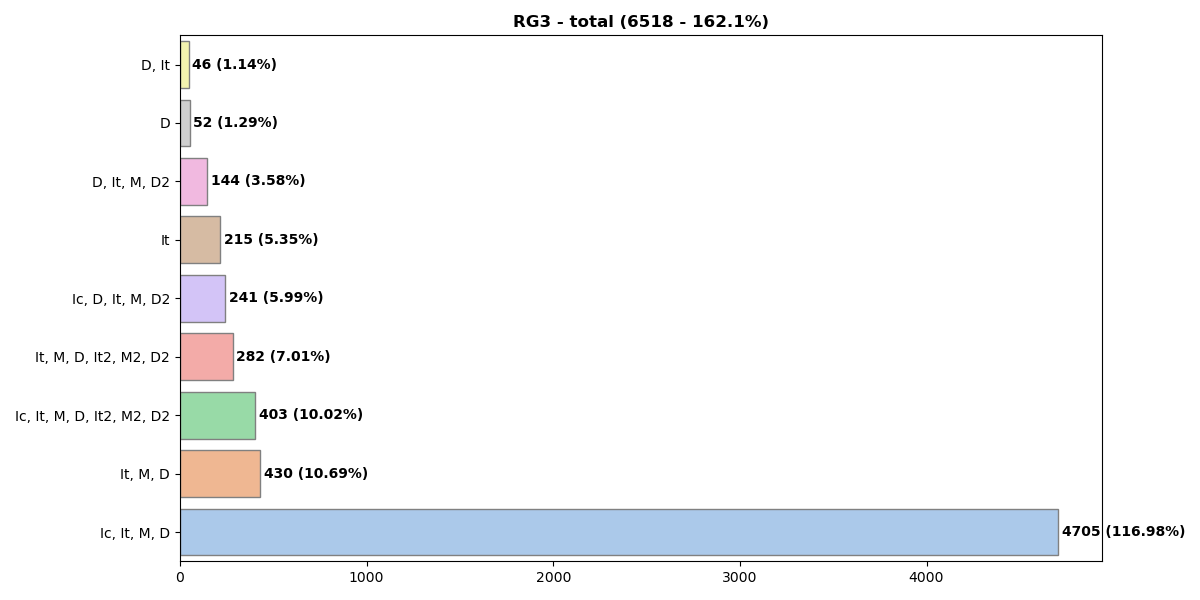 RG3 - total (6518 - 162.1%)
D, It 46 (1.14%)
D 52 (1.29%)
D, It, M, D2 144 (3.58%)
It 215 (5.35%)
Ic, D, It, M, D2 241 (5.99%)
It, M, D, It2, M2, D2 282 (7.01%)
Ic, It, M, D, It2, M2, D2 403 (10.02%)
It, M, D 430 (10.69%)
Ic, It, M, D 4705 (116.98%)
0 1000 2000 3000 4000